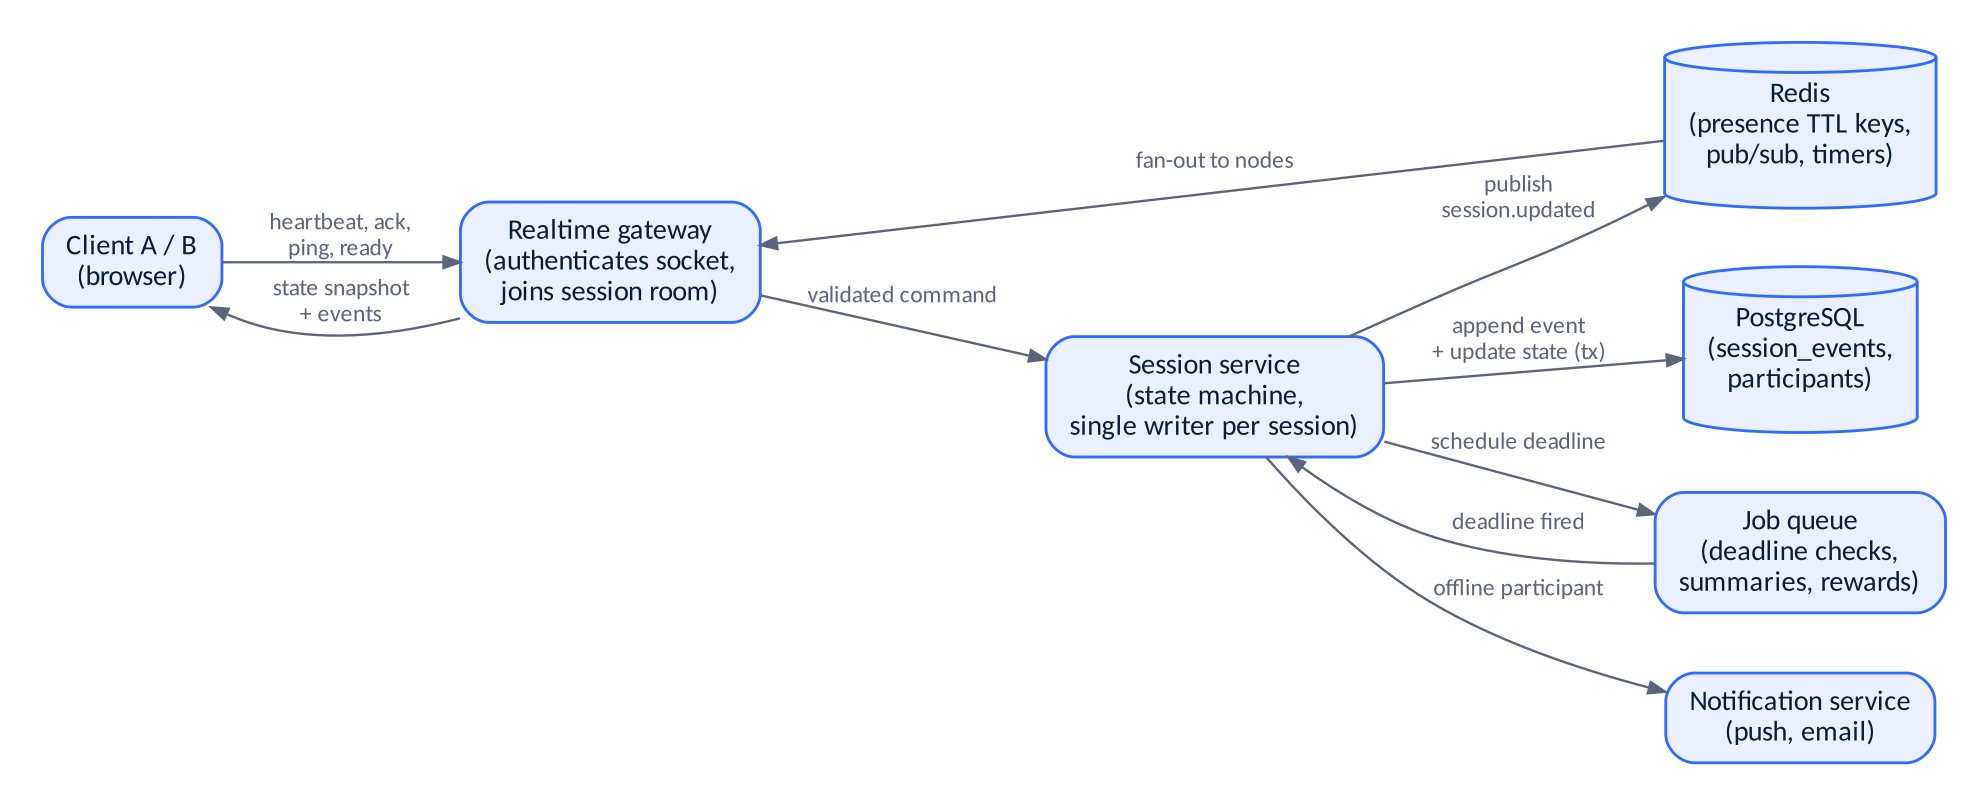 Client A / B
(browser)
heartbeat, ack,
ping, ready
state snapshot
+ events
Realtime gateway
(authenticates socket,
joins session room)
fan-out to nodes
validated command
Session service
(state machine,
single writer per session)
publish
session.updated
append event
+ update state (tx)
schedule deadline
deadline fired
offline participant
Redis
(presence TTL keys,
pub/sub, timers)
PostgreSQL
(session_events,
participants)
Job queue
(deadline checks,
summaries, rewards)
Notification service
(push, email)